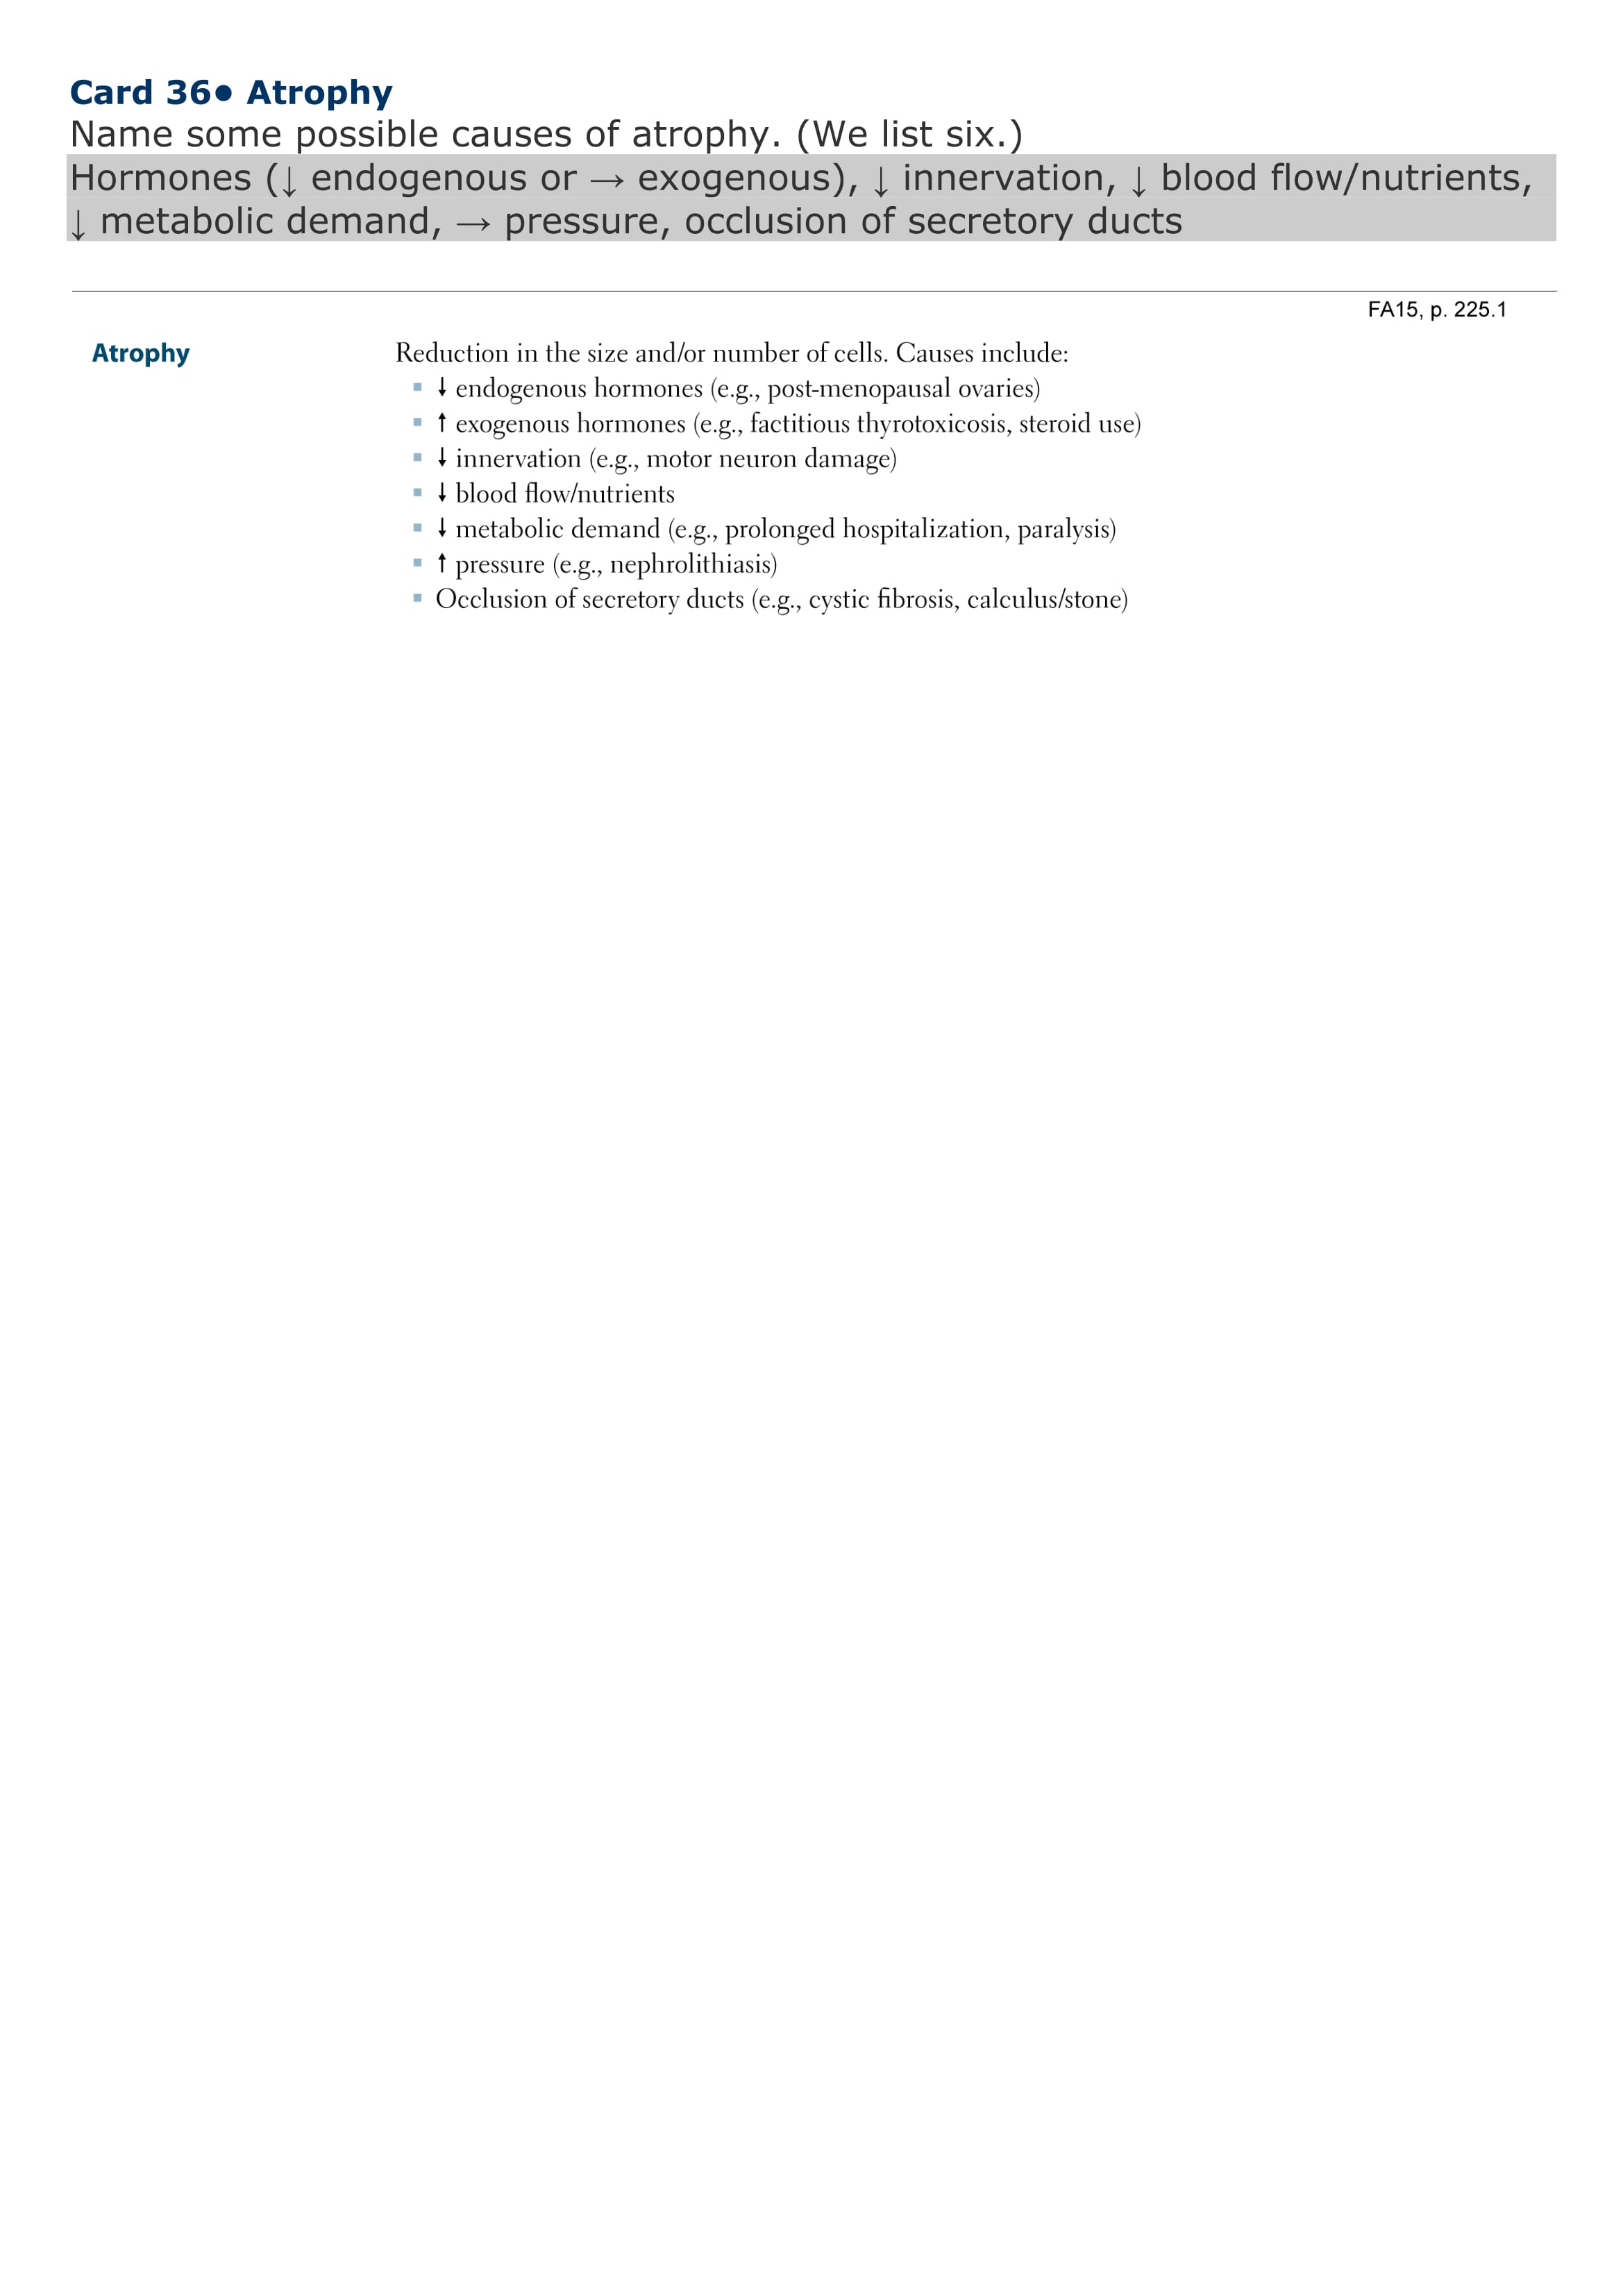 Card 36• Atrophy
Name some possible causes of atrophy. (We list six.)
Hormones (↓ endogenous or → exogenous), ↓ innervation, ↓ blood flow/nutrients,
↓ metabolic demand, → pressure, occlusion of secretory ducts
FA15, p. 225.1
Atrophy
Reduction in the size and/or number of cells. Causes include:
▪ ↓ endogenous hormones (e.g., post-menopausal ovaries)
▪ ↑ exogenous hormones (e.g., factitious thyrotoxicosis, steroid use)
▪ ↓ innervation (e.g., motor neuron damage)
▪ ↓ blood flow/nutrients
▪ ↓ metabolic demand (e.g., prolonged hospitalization, paralysis)
▪ ↑ pressure (e.g., nephrolithiasis)
▪ Occlusion of secretory ducts (e.g., cystic fibrosis, calculus/stone)